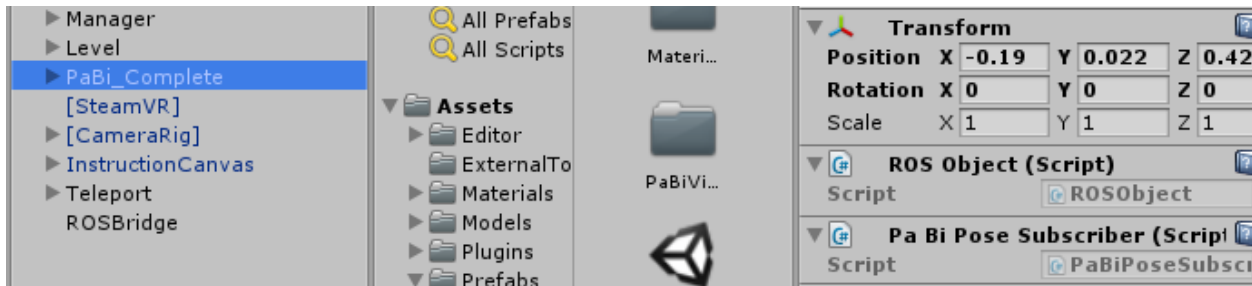 Manager
Level
PaBi_Complete
[SteamVR]
[CameraRig]
InstructionCanvas
Teleport
ROSBridge
All Prefabs
All Scripts
Assets
Editor
ExternalTo
Materials
Models
Plugins
Prefabs
Materi...
PaBiVi...
Transform
Position X -0.19 Y 0.022 Z 0.42
Rotation X 0 Y 0 Z 0
Scale X 1 Y 1 Z 1
ROS Object (Script)
Script ROSObject
Pa Bi Pose Subscriber (Script
Script PaBiPoseSubscr